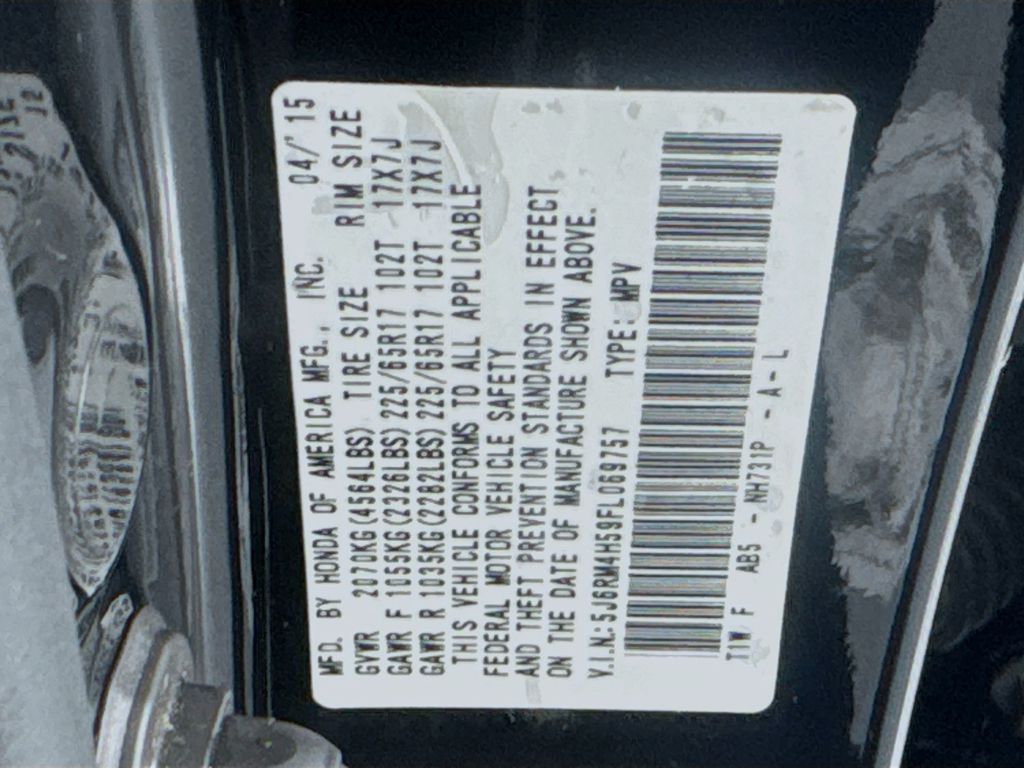 MFD. BY HONDA OF AMERICA MFG., INC. 04/'15
GVWR 2070KG(4564LBS) TIRE SIZE RIM SIZE
GAWR F 1055KG(2326LBS) 225/65R17 102T 17X7J
GAWR R 1035KG(2282LBS) 225/65R17 102T 17X7J
THIS VEHICLE CONFORMS TO ALL APPLICABLE
FEDERAL MOTOR VEHICLE SAFETY
AND THEFT PREVENTION STANDARDS IN EFFECT
ON THE DATE OF MANUFACTURE SHOWN ABOVE.
V.I.N.:5J6RM4H59FL069757 TYPE: MPV
T1W F AB5 - NH731P - A - L